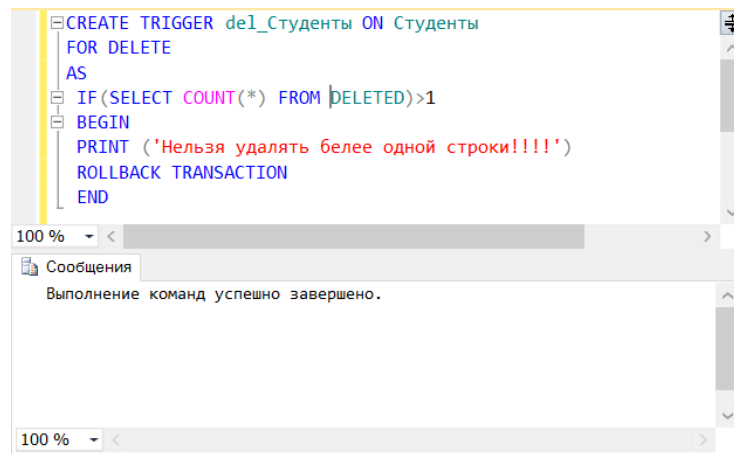 CREATE TRIGGER del_Студенты ON Студенты
FOR DELETE
AS
IF(SELECT COUNT(*) FROM DELETED)>1
BEGIN
PRINT ('Нельзя удалять белее одной строки!!!!')
ROLLBACK TRANSACTION
END
100 %
Сообщения
Выполнение команд успешно завершено.
100 %